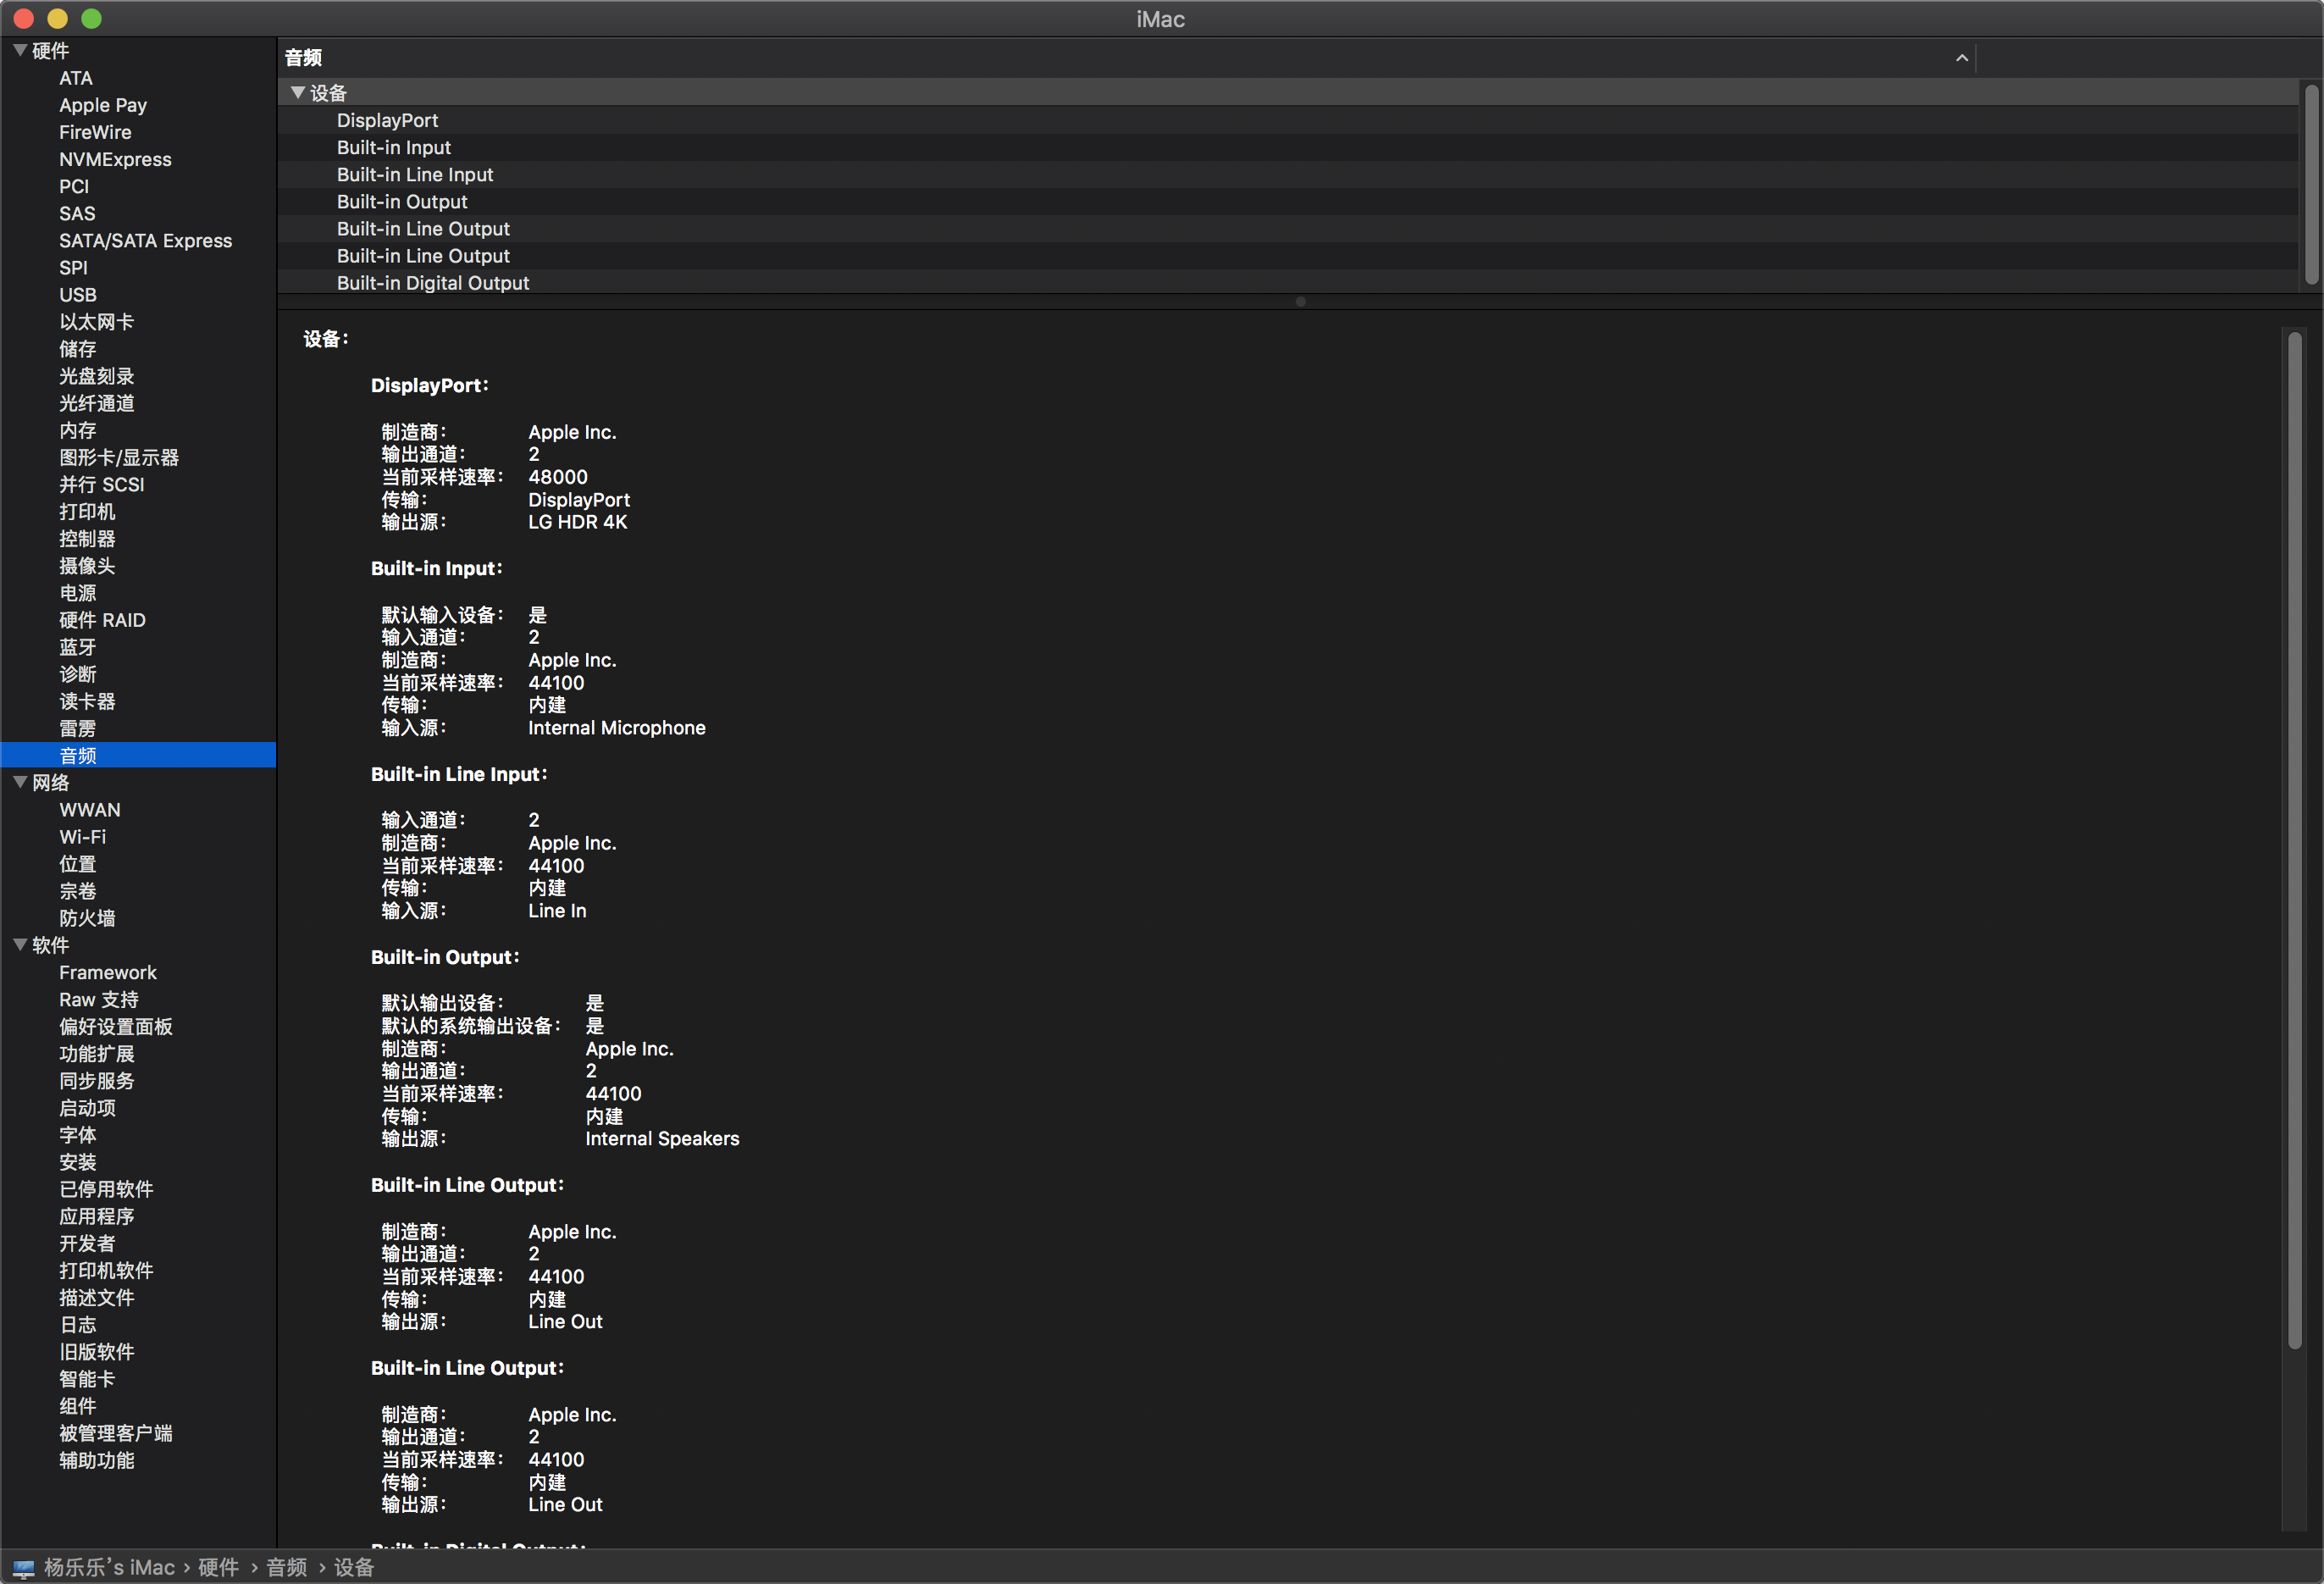 iMac
硬件
ATA
Apple Pay
FireWire
NVMExpress
PCI
SAS
SATA/SATA Express
SPI
USB
以太网卡
储存
光盘刻录
光纤通道
内存
图形卡/显示器
并行 SCSI
打印机
控制器
摄像头
电源
硬件 RAID
蓝牙
诊断
读卡器
雷雳
音频
网络
WWAN
Wi-Fi
位置
宗卷
防火墙
软件
Framework
Raw 支持
偏好设置面板
功能扩展
同步服务
启动项
字体
安装
已停用软件
应用程序
开发者
打印机软件
描述文件
日志
旧版软件
智能卡
组件
被管理客户端
辅助功能
音频
设备
DisplayPort
Built-in Input
Built-in Line Input
Built-in Output
Built-in Line Output
Built-in Line Output
Built-in Digital Output
设备：
DisplayPort：
制造商： Apple Inc.
输出通道： 2
当前采样速率： 48000
传输： DisplayPort
输出源： LG HDR 4K
Built-in Input：
默认输入设备： 是
输入通道： 2
制造商： Apple Inc.
当前采样速率： 44100
传输： 内建
输入源： Internal Microphone
Built-in Line Input：
输入通道： 2
制造商： Apple Inc.
当前采样速率： 44100
传输： 内建
输入源： Line In
Built-in Output：
默认输出设备： 是
默认的系统输出设备： 是
制造商： Apple Inc.
输出通道： 2
当前采样速率： 44100
传输： 内建
输出源： Internal Speakers
Built-in Line Output：
制造商： Apple Inc.
输出通道： 2
当前采样速率： 44100
传输： 内建
输出源： Line Out
Built-in Line Output：
制造商： Apple Inc.
输出通道： 2
当前采样速率： 44100
传输： 内建
输出源： Line Out
Built-in Digital Output：
杨乐乐’s iMac › 硬件 › 音频 › 设备